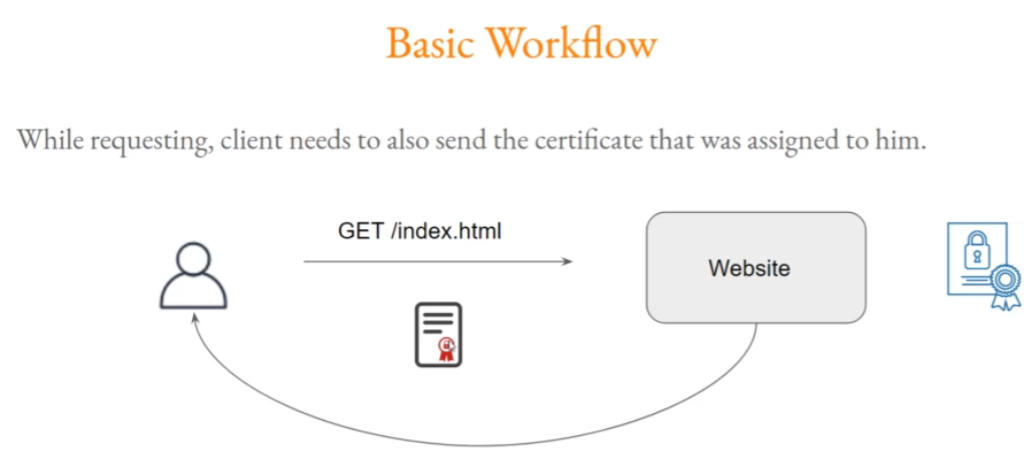 Basic Workflow
While requesting, client needs to also send the certificate that was assigned to him.
GET /index.html
Website